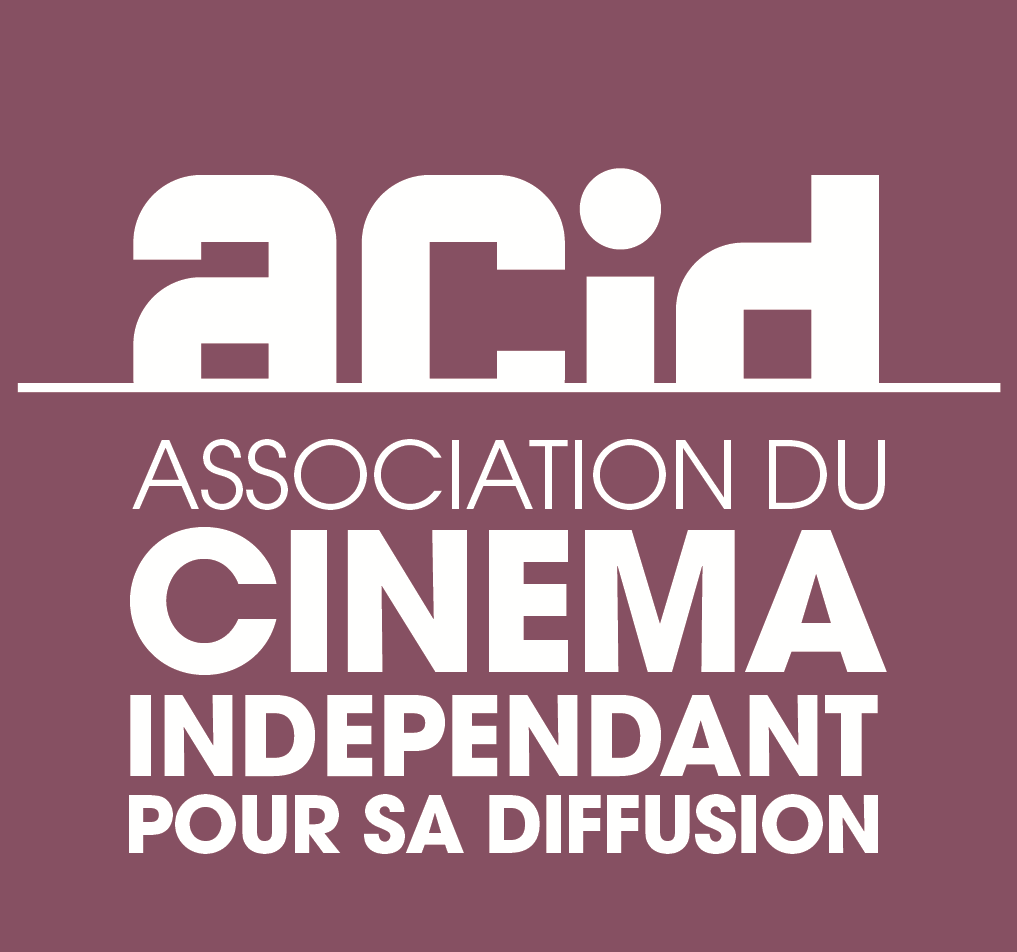 acid
ASSOCIATION DU
CINEMA
INDEPENDANT
POUR SA DIFFUSION